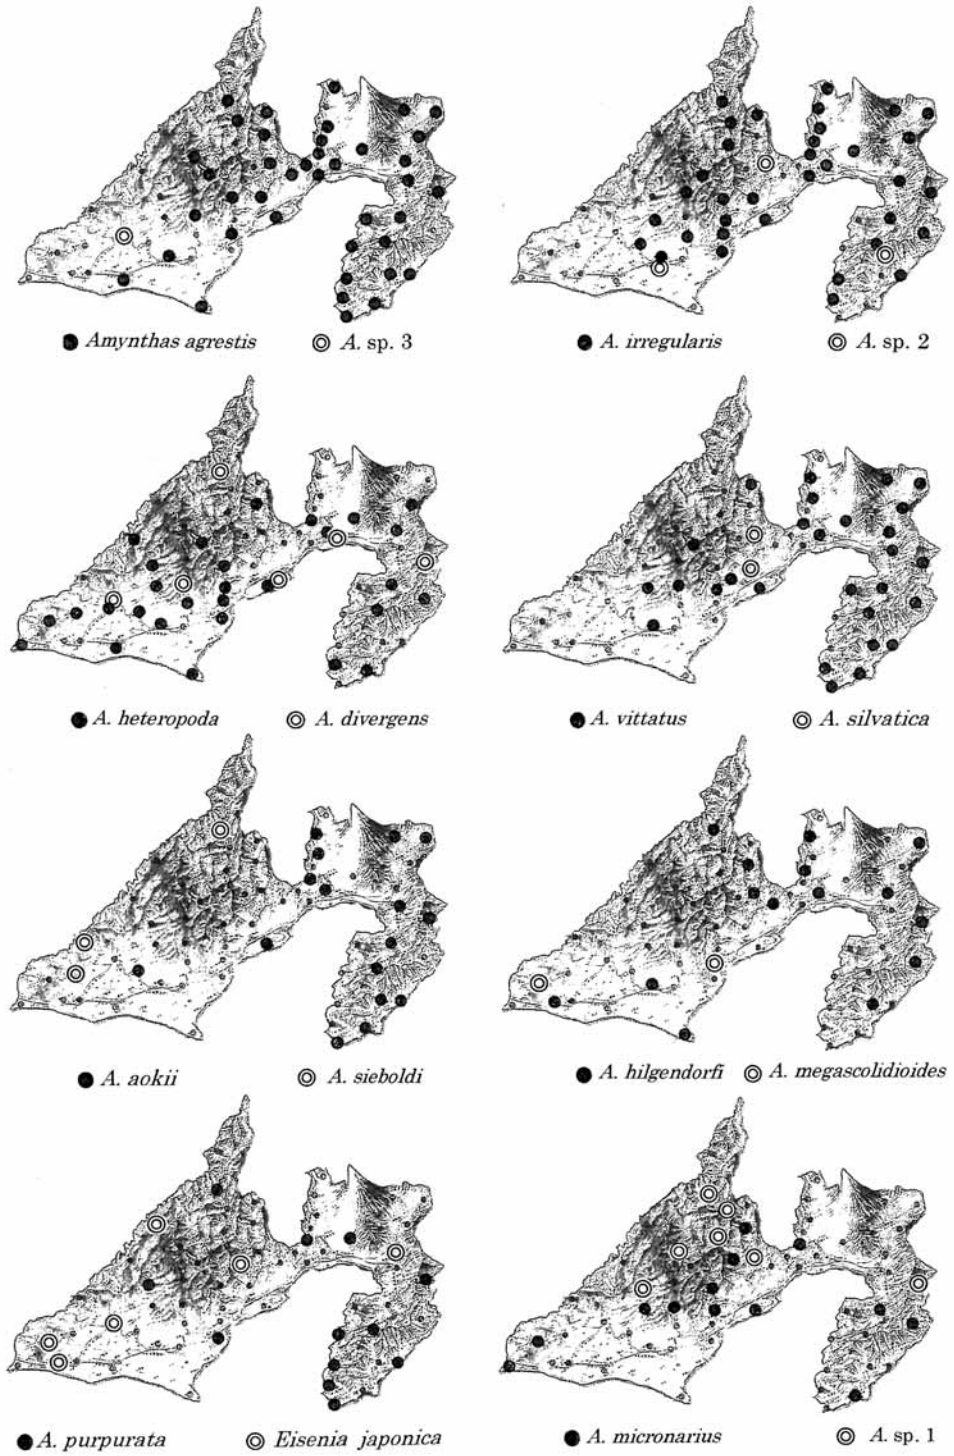 ● Amynthas agrestis ◎ A. sp. 3
● A. irregularis ◎ A. sp. 2
● A. heteropoda ◎ A. divergens
● A. vittatus ◎ A. silvatica
● A. aokii ◎ A. sieboldi
● A. hilgendorfi ◎ A. megascolidioides
● A. purpurata ◎ Eisenia japonica
● A. micronarius ◎ A. sp. 1